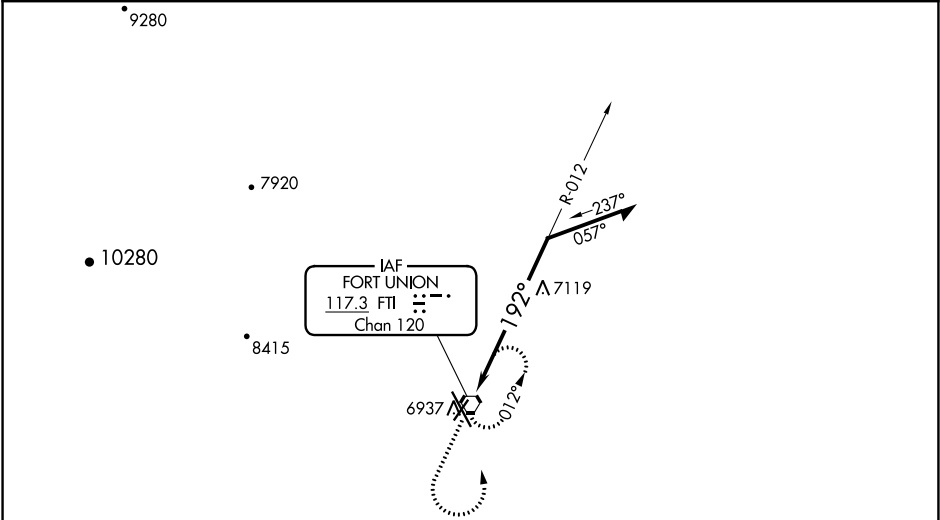 9280
7920
10280
8415
IAF
FORT UNION
117.3 FTI
Chan 120
R-012
237°
057°
192°
7119
012°
6937